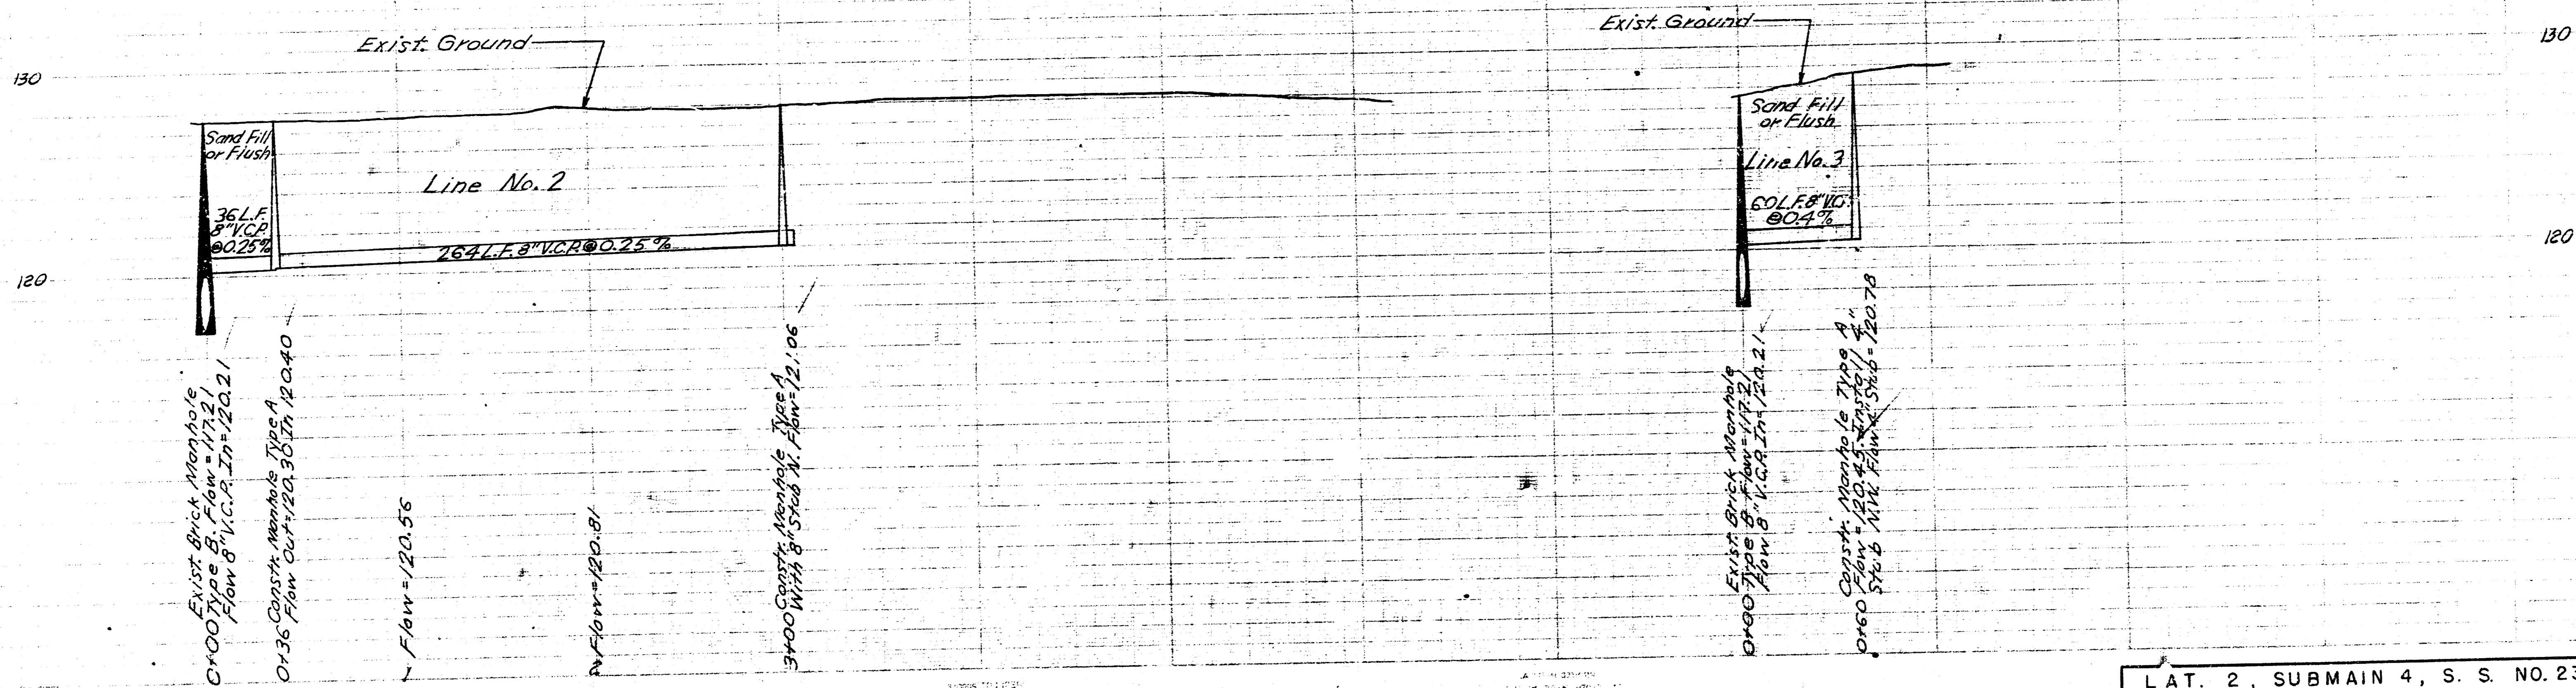 Exist. Ground
130
Sand Fill
or Flush
Line No. 2
36 L.F.
8" V.C.P.
@0.25%
264 L.F. 8" V.C.P. @ 0.25 %
120
Exist. Brick Manhole
0+00 Type B. Flow = 117.21
Flow 8" V.C.P. In = 120.21
0+36 Constr. Manhole Type A
Flow Out = 120.30 In 120.40
Flow = 120.56
Flow = 120.81
3+00 Constr. Manhole Type A
With 8" Stub N. Flow = 121.06
Exist. Ground
130
Sand Fill
or Flush
Line No. 3
60 L.F. 8" V.C.
@0.4%
120
Exist. Brick Manhole
0+00 Type B Flow = 117.21
Flow 8" V.C.P. In = 120.21
Constr. Manhole Type A
0+60 Flow = 120.45 Install 4"
Stub N.W. Flow Stub = 120.78
LAT. 2, SUBMAIN 4, S. S. NO. 23